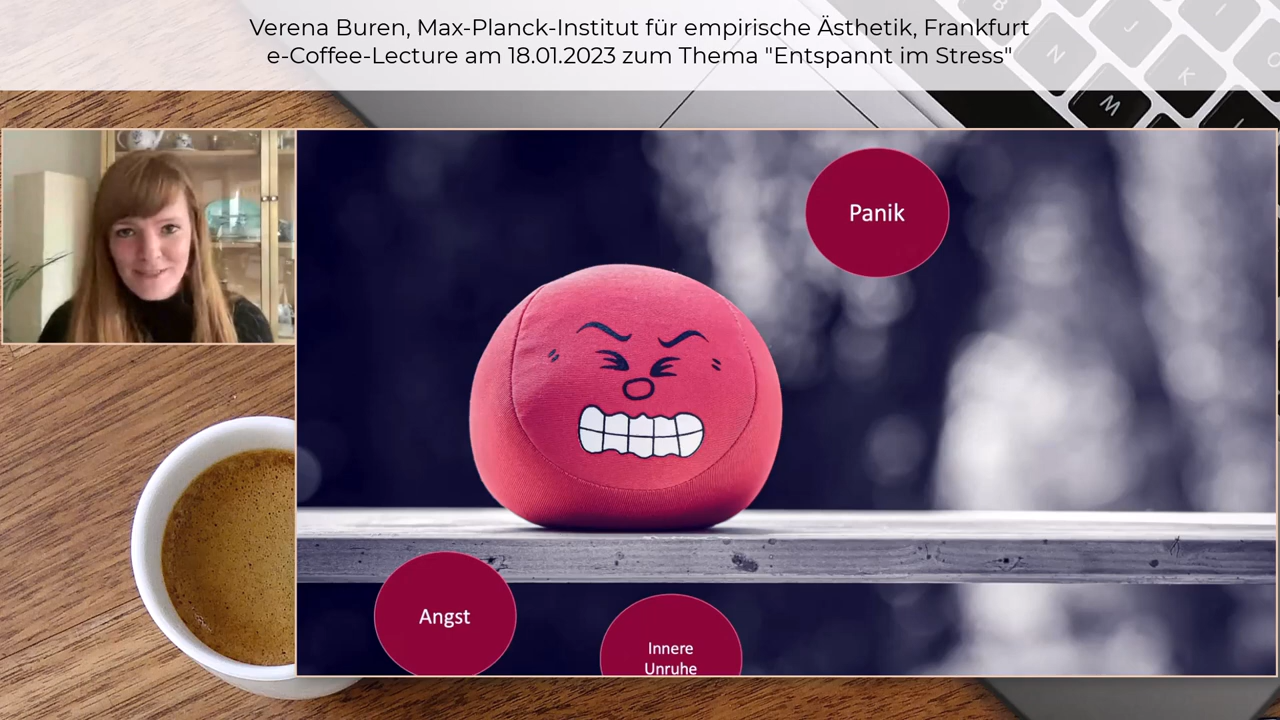 Verena Buren, Max-Planck-Institut für empirische Ästhetik, Frankfurt
e-Coffee-Lecture am 18.01.2023 zum Thema "Entspannt im Stress"
B
J
I
N
K
O
M
Panik
Angst
Innere
Unruhe